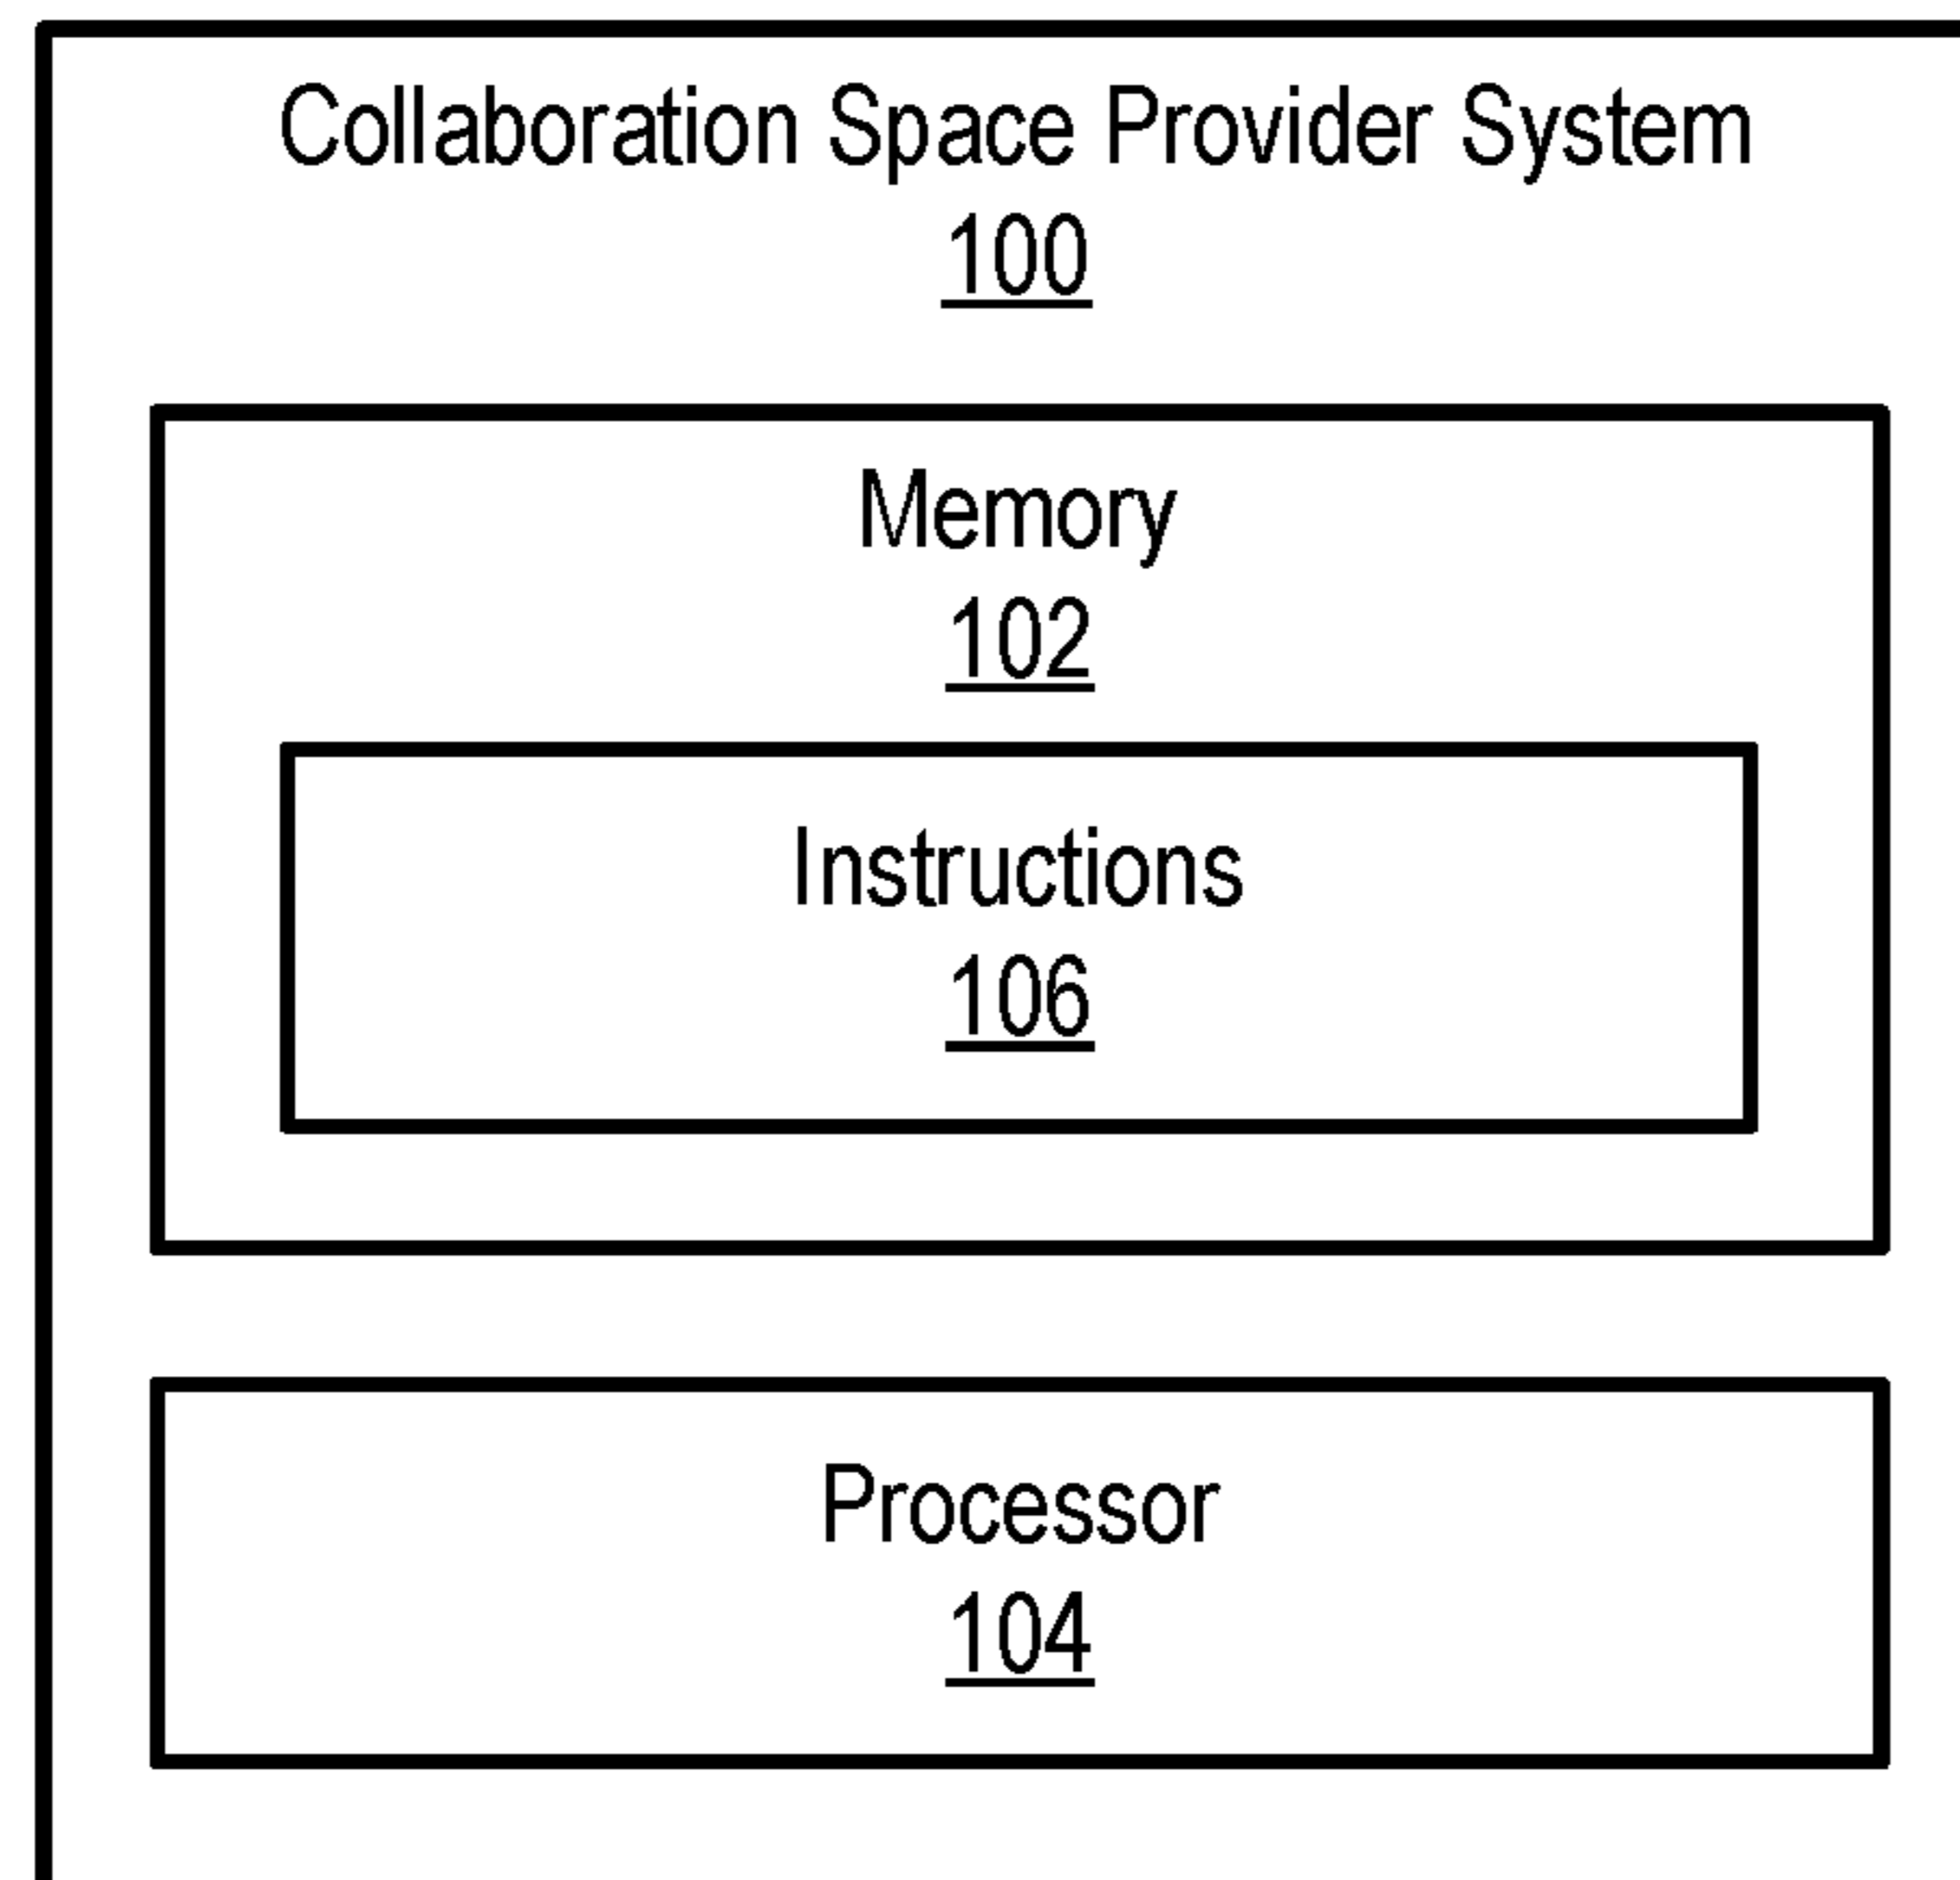 Collaboration Space Provider System
100
Memory
102
Instructions
106
Processor
104